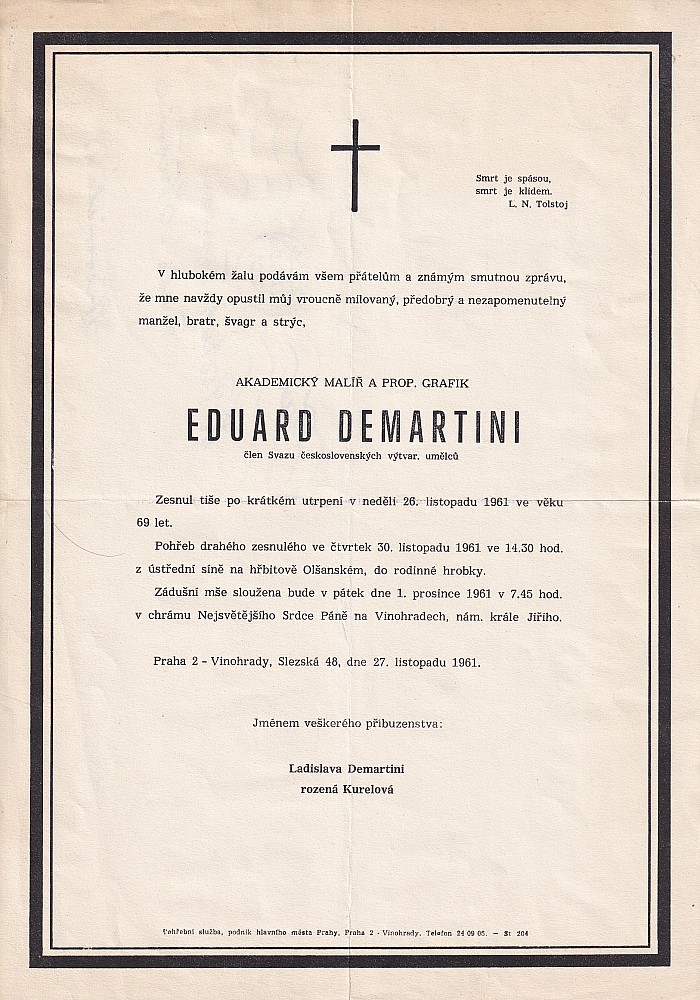 Smrt je spásou,
smrt je klidem.
L. N. Tolstoj
V hlubokém žalu podávám všem přátelům a známým smutnou zprávu,
že mne navždy opustil můj vroucně milovaný, předobrý a nezapomenutelný
manžel, bratr, švagr a strýc,
AKADEMICKÝ MALÍŘ A PROP. GRAFIK
EDUARD DEMARTINI
člen Svazu československých výtvar. umělců
Zesnul tiše po krátkém utrpení v neděli 26. listopadu 1961 ve věku
69 let.
Pohřeb drahého zesnulého ve čtvrtek 30. listopadu 1961 ve 14.30 hod.
z ústřední síně na hřbitově Olšanském, do rodinné hrobky.
Zádušní mše sloužena bude v pátek dne 1. prosince 1961 v 7.45 hod.
v chrámu Nejsvětějšího Srdce Páně na Vinohradech, nám. krále Jiřího.
Praha 2 - Vinohrady, Slezská 48, dne 27. listopadu 1961.
Jménem veškerého příbuzenstva:
Ladislava Demartini
rozená Kurelová
Pohřební služba, podnik hlavního města Prahy, Praha 2 - Vinohrady. Telefon 24 09 05. — St 204